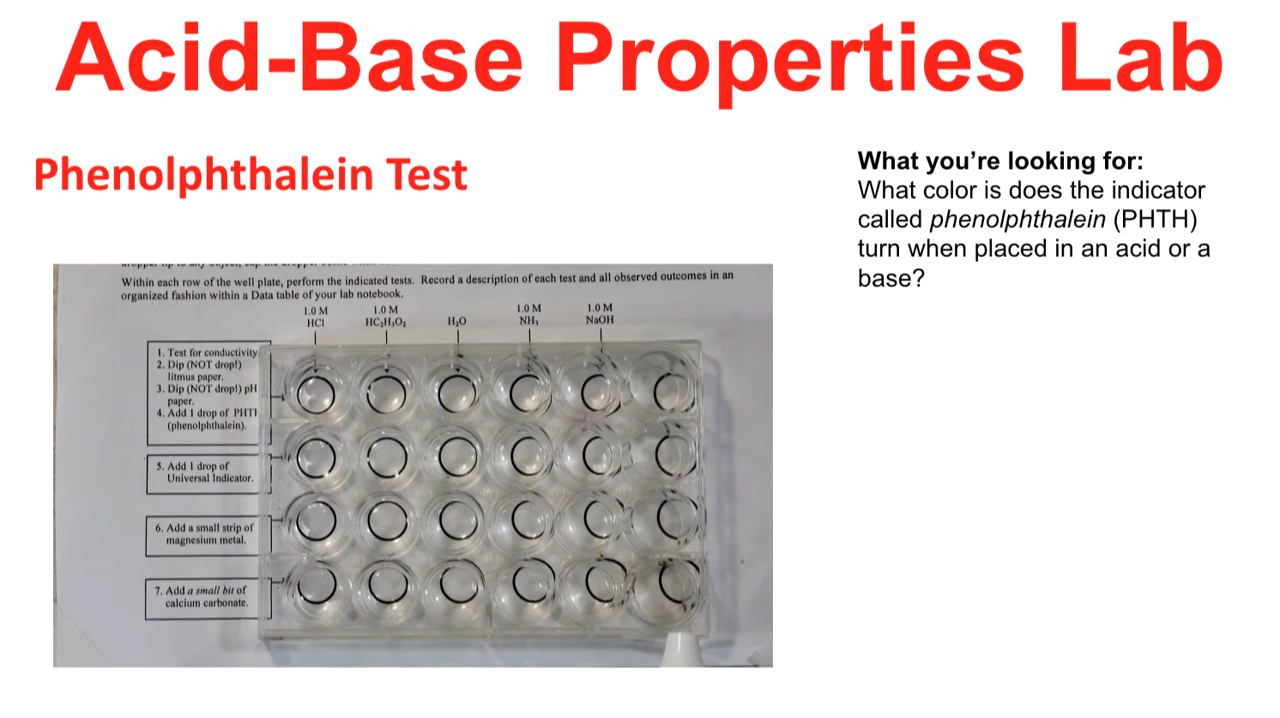 Acid-Base Properties Lab
Phenolphthalein Test
What you're looking for:
What color is does the indicator
called phenolphthalein (PHTH)
turn when placed in an acid or a
base?
Within each row of the well plate, perform the indicated tests. Record a description of each test and all observed outcomes in an
organized fashion within a Data table of your lab notebook.
1.0 M
HCl
1.0 M
HC₂H₃O₂
H₂O
1.0 M
NH₃
1.0 M
NaOH
1. Test for conductivity
2. Dip (NOT drop!)
litmus paper.
3. Dip (NOT drop!) pH
paper.
4. Add 1 drop of PHTH
(phenolphthalein).
5. Add 1 drop of
Universal Indicator.
6. Add a small strip of
magnesium metal.
7. Add a small bit of
calcium carbonate.